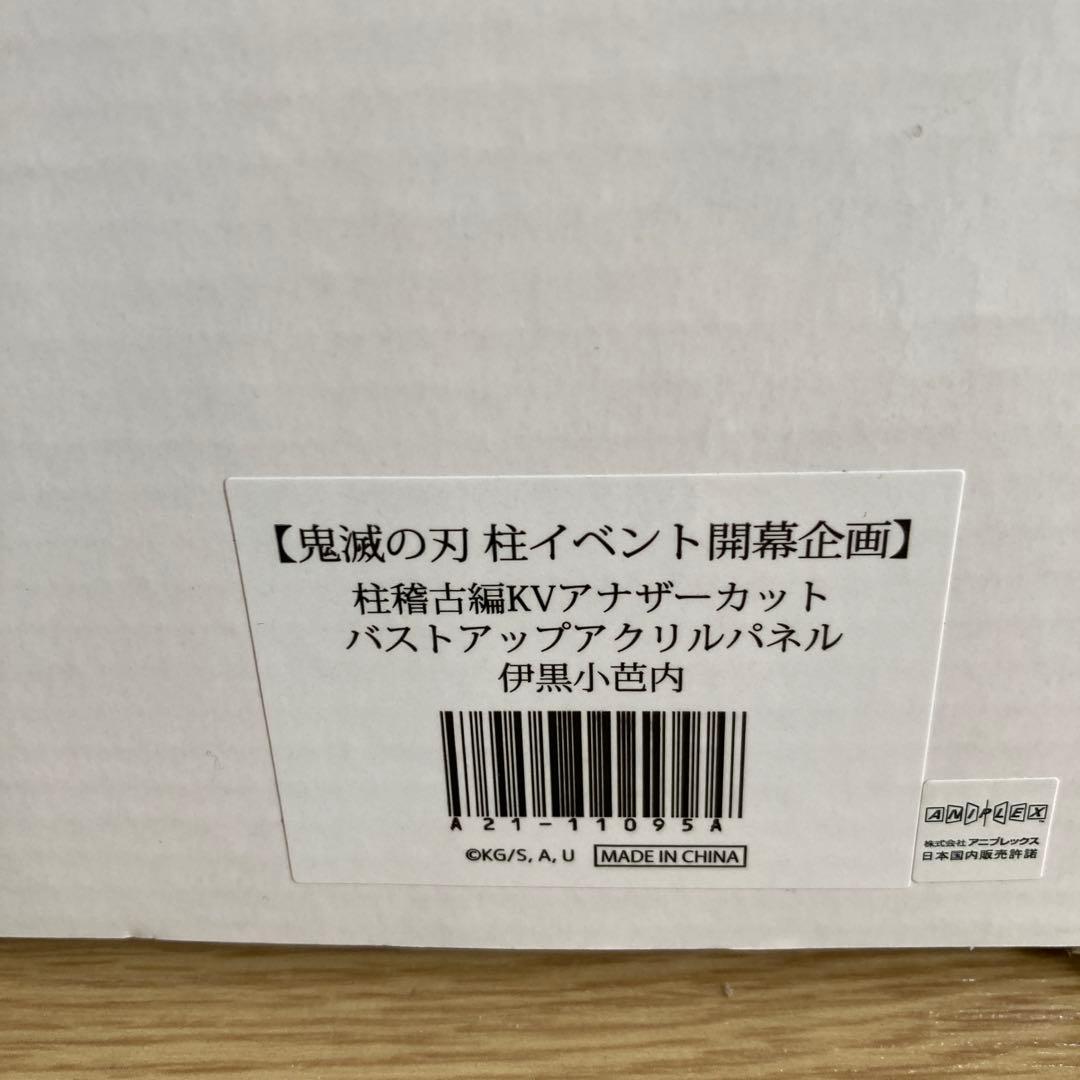 【鬼滅の刃 柱イベント開幕企画】
柱稽古編KVアナザーカット
バストアップアクリルパネル
伊黒小芭内
A21-11095A
©KG/S, A, U MADE IN CHINA
ANIPLEX™
株式会社 アニプレックス
日本国内販売許諾